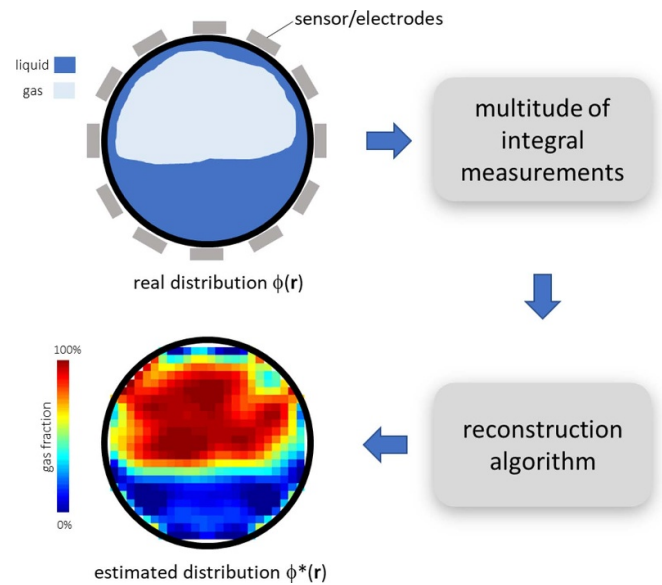 sensor/electrodes
liquid
gas
multitude of
integral
measurements
real distribution ϕ(r)
100%
gas fraction
0%
reconstruction
algorithm
estimated distribution ϕ*(r)